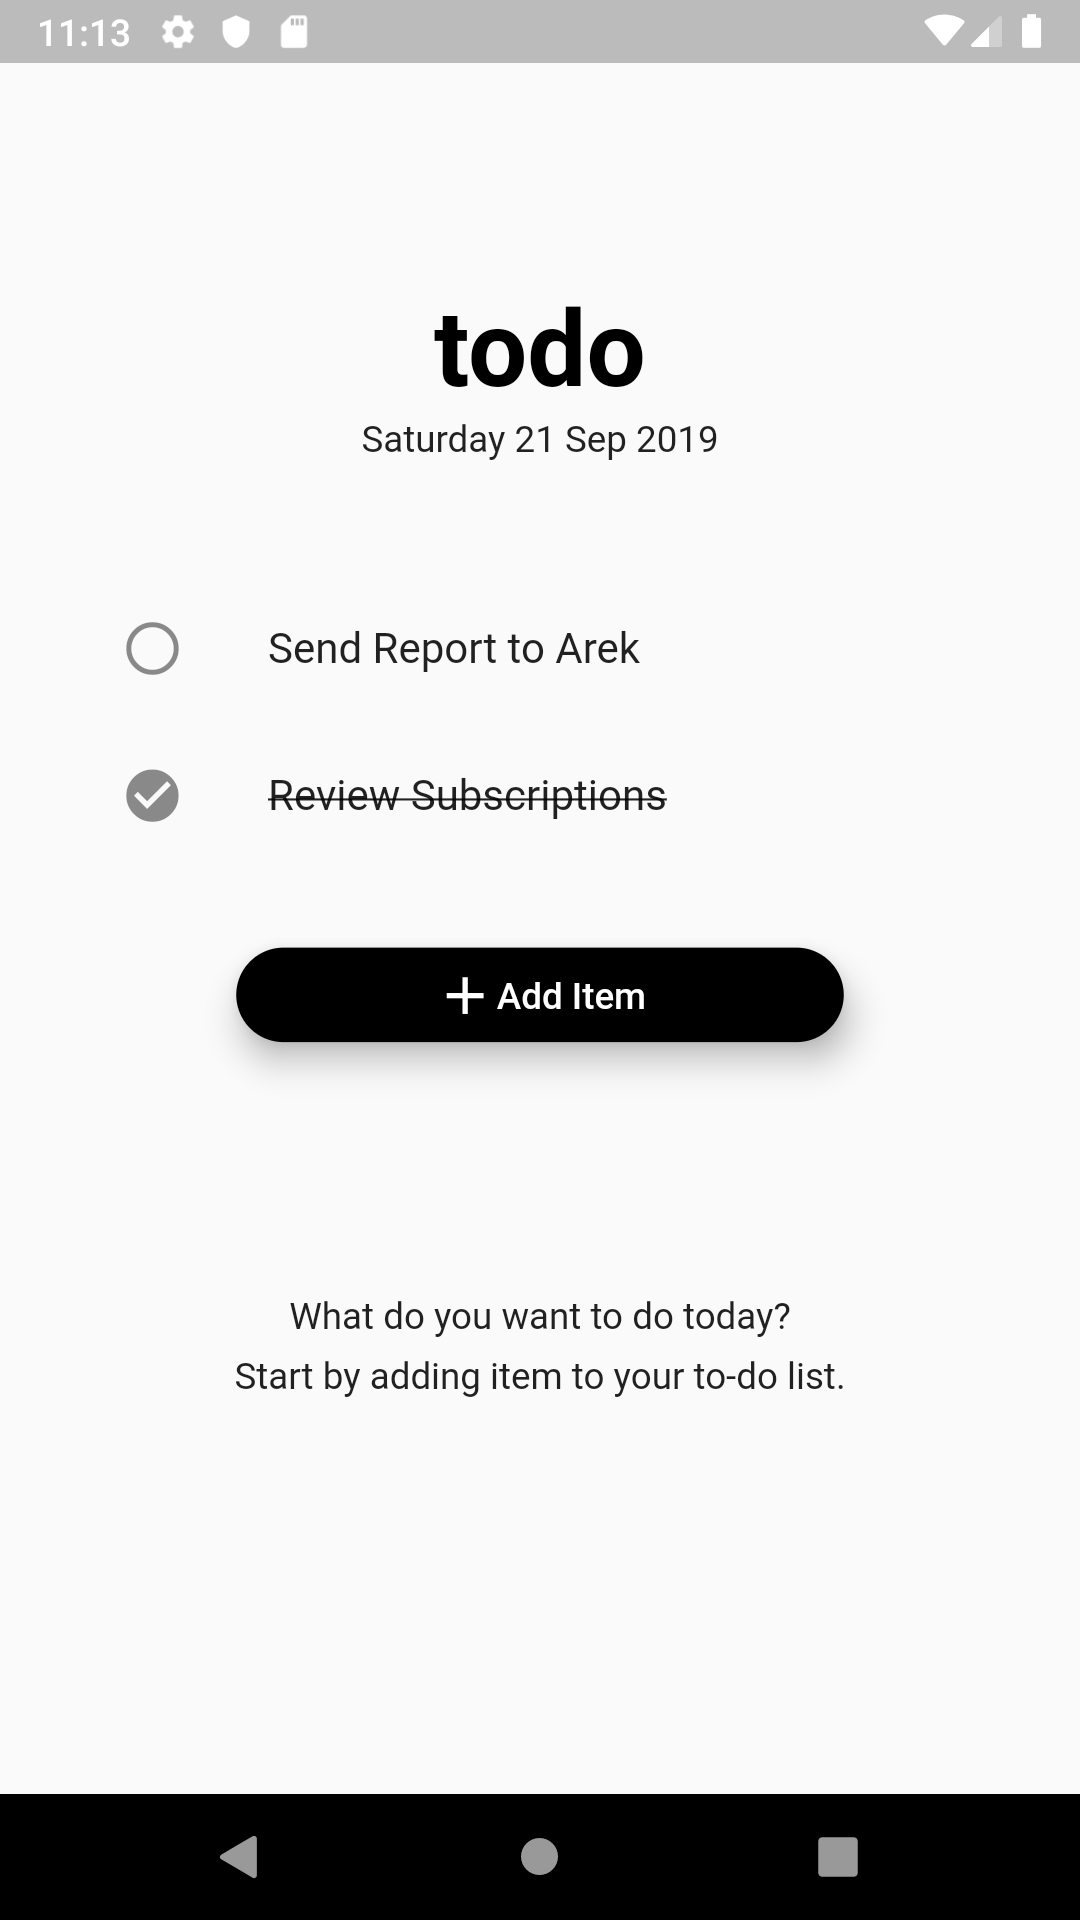 11:13
todo
Saturday 21 Sep 2019
Send Report to Arek
Review Subscriptions
Add Item
What do you want to do today?
Start by adding item to your to-do list.